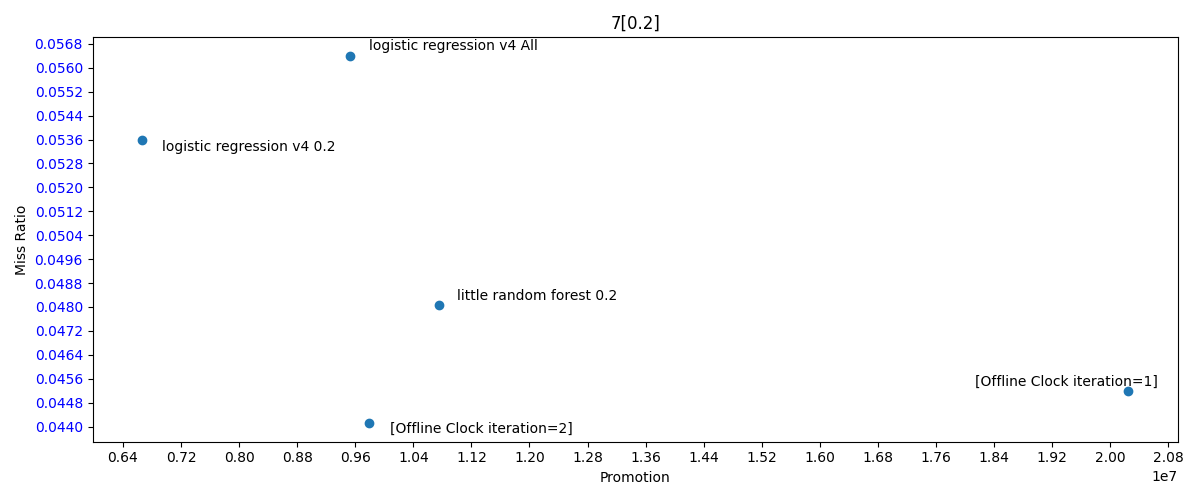 7[0.2]
0.0568
0.0560
0.0552
0.0544
0.0536
0.0528
0.0520
0.0512
0.0504
0.0496
0.0488
0.0480
0.0472
0.0464
0.0456
0.0448
0.0440
Miss Ratio
logistic regression v4 All
logistic regression v4 0.2
little random forest 0.2
[Offline Clock iteration=1]
[Offline Clock iteration=2]
0.64 0.72 0.80 0.88 0.96 1.04 1.12 1.20 1.28 1.36 1.44 1.52 1.60 1.68 1.76 1.84 1.92 2.00 2.08
1e7
Promotion